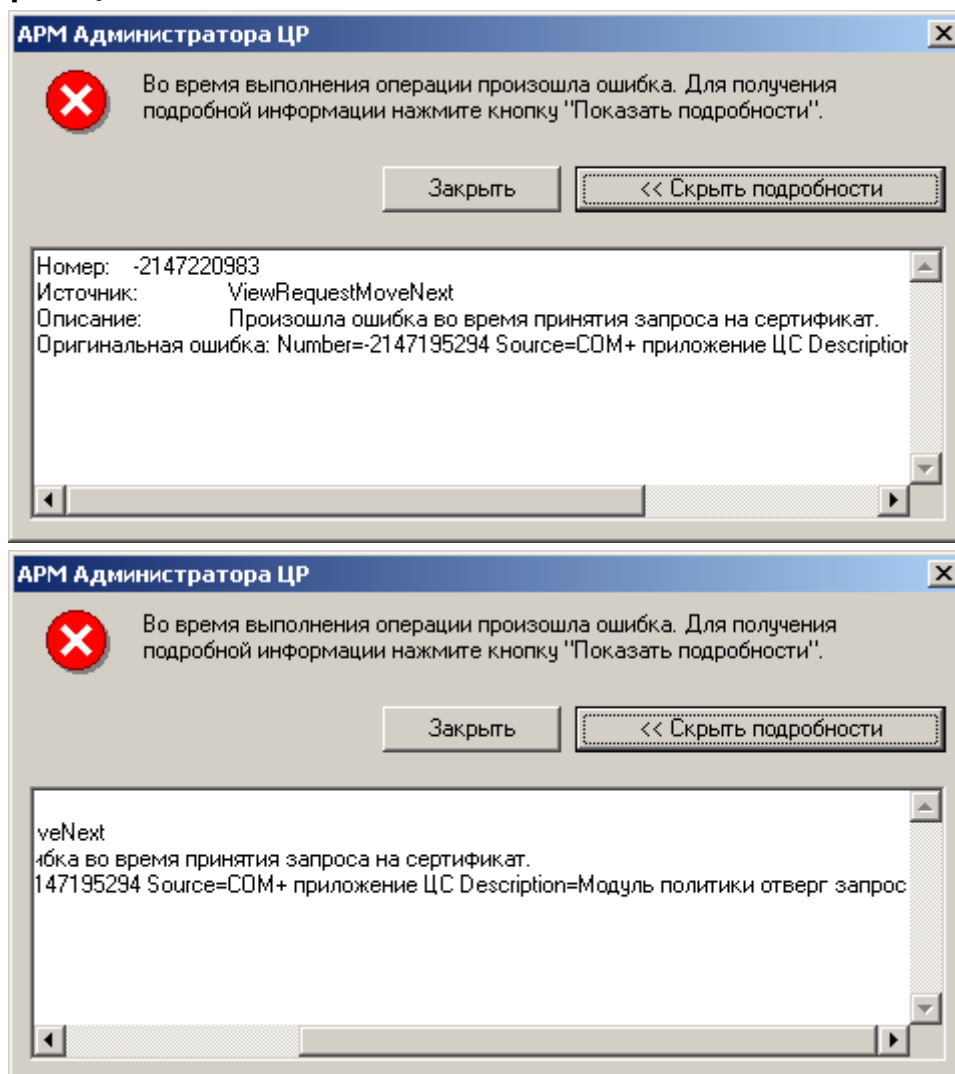 АРМ Администратора ЦР
Во время выполнения операции произошла ошибка. Для получения
подробной информации нажмите кнопку "Показать подробности".
Закрыть
<< Скрыть подробности
Номер: -2147220983
Источник: ViewRequestMoveNext
Описание: Произошла ошибка во время принятия запроса на сертификат.
Оригинальная ошибка: Number=-2147195294 Source=COM+ приложение ЦС Description
АРМ Администратора ЦР
Во время выполнения операции произошла ошибка. Для получения
подробной информации нажмите кнопку "Показать подробности".
Закрыть
<< Скрыть подробности
veNext
ибка во время принятия запроса на сертификат.
147195294 Source=COM+ приложение ЦС Description=Модуль политики отверг запрос